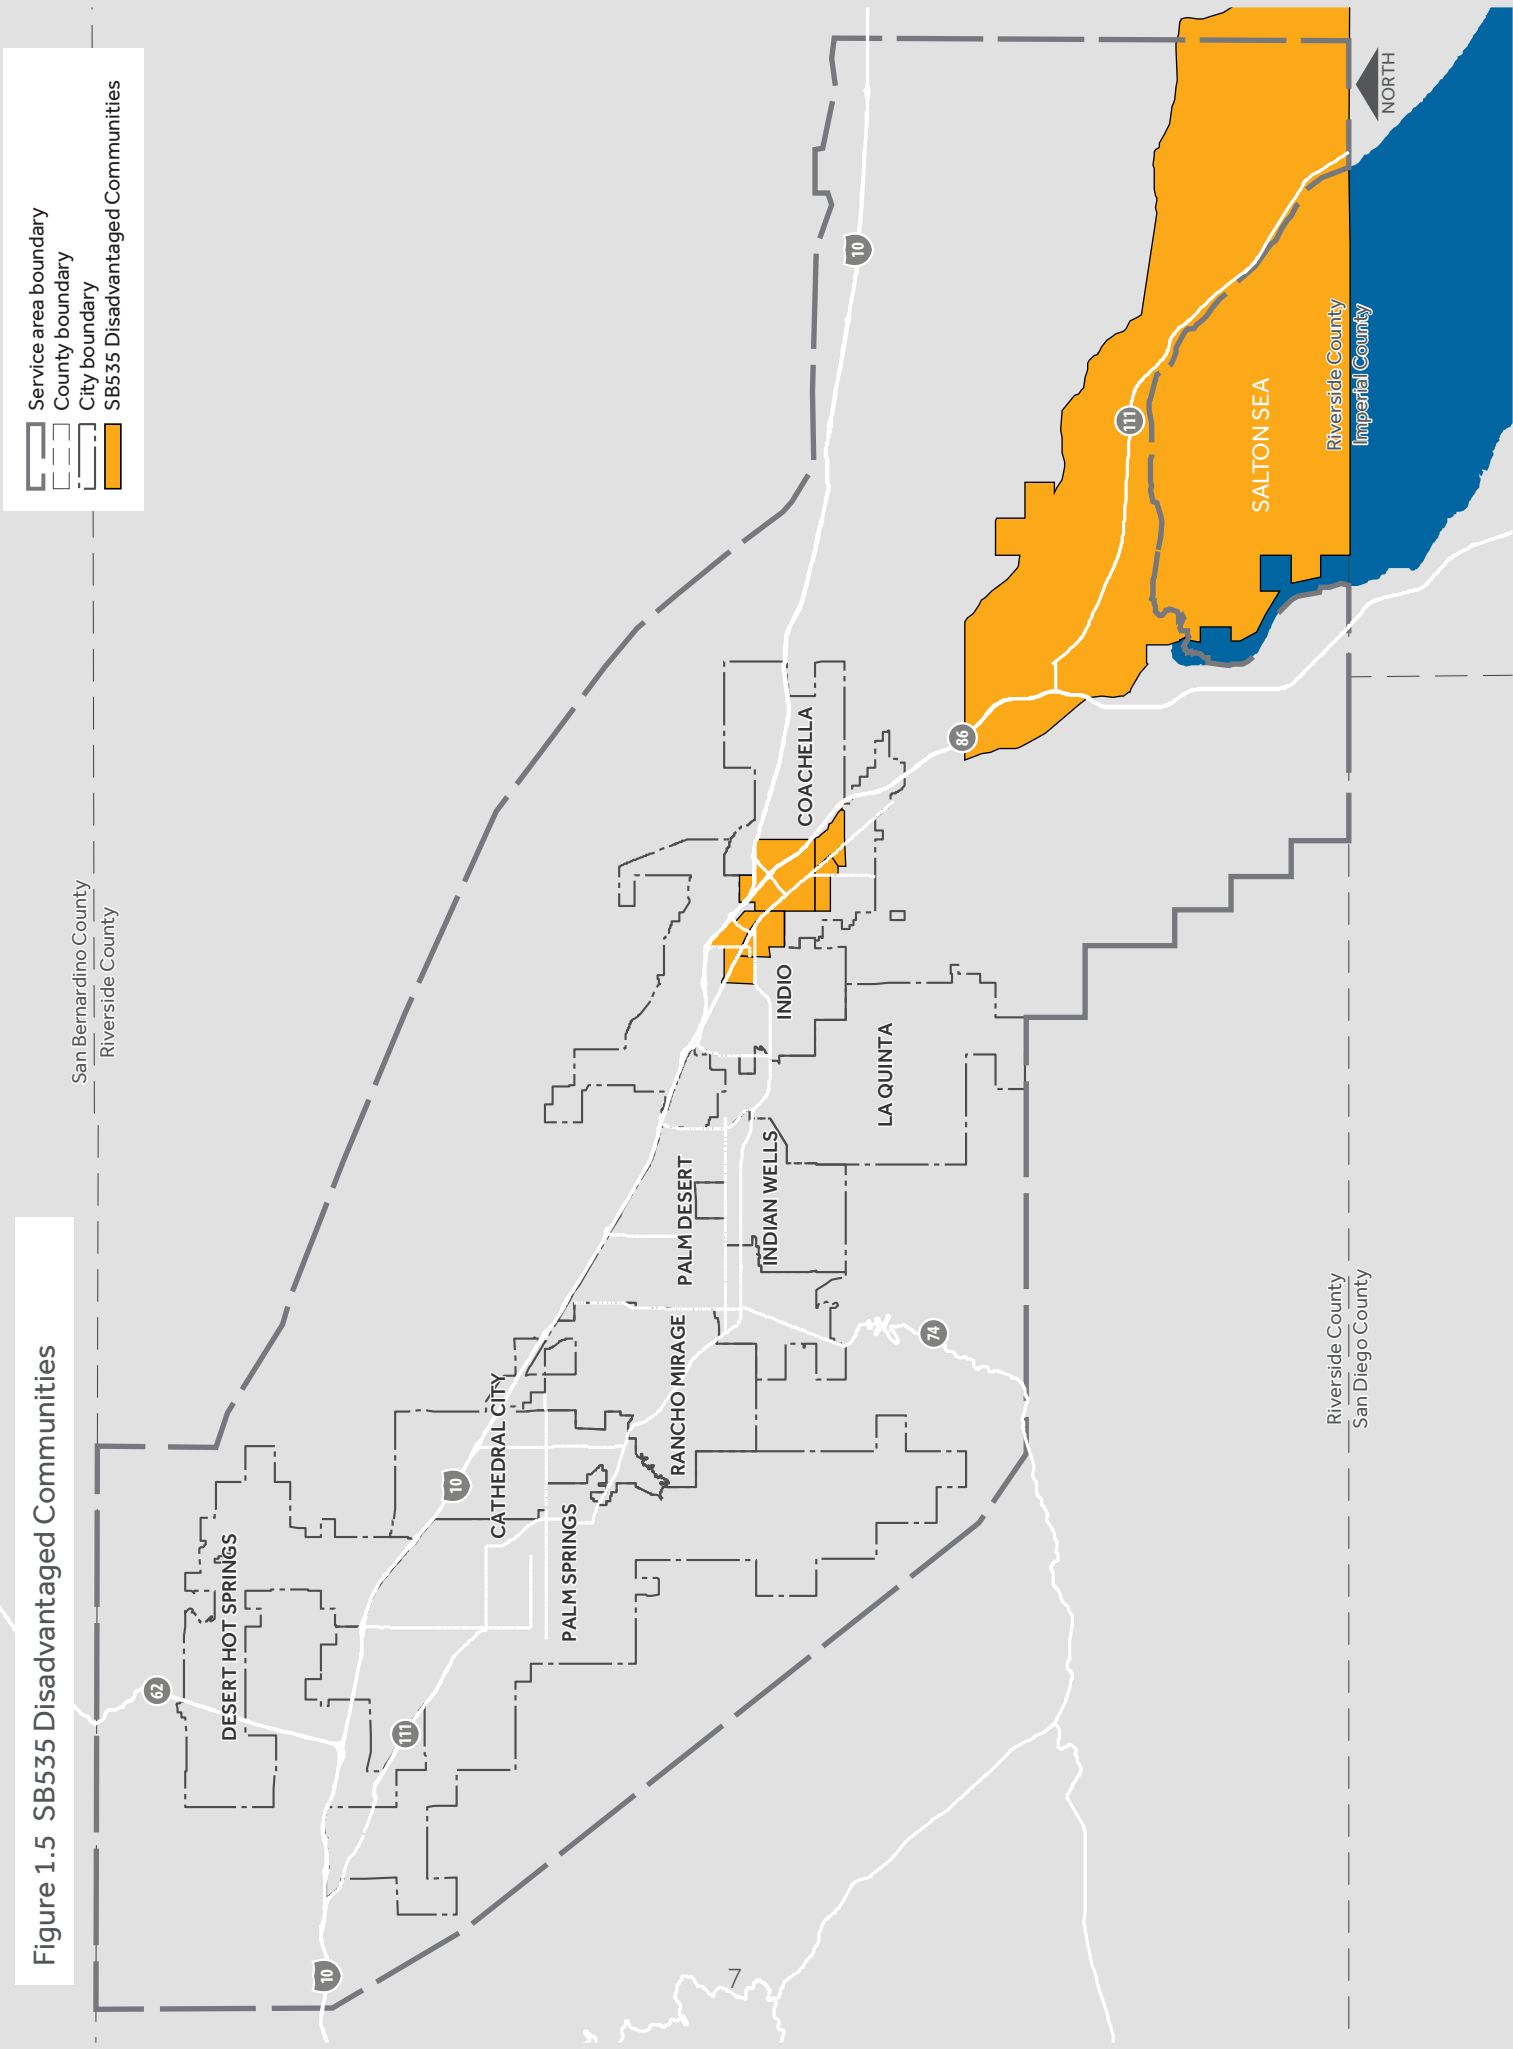 Figure 1.5 SB535 Disadvantaged Communities
Service area boundary
County boundary
City boundary
SB535 Disadvantaged Communities
San Bernardino County
Riverside County
62
DESERT HOT SPRINGS
10
111
10
CATHEDRAL CITY
PALM SPRINGS
RANCHO MIRAGE
PALM DESERT
INDIAN WELLS
74
LA QUINTA
INDIO
COACHELLA
86
10
111
SALTON SEA
Riverside County
Imperial County
Riverside County
San Diego County
NORTH
7